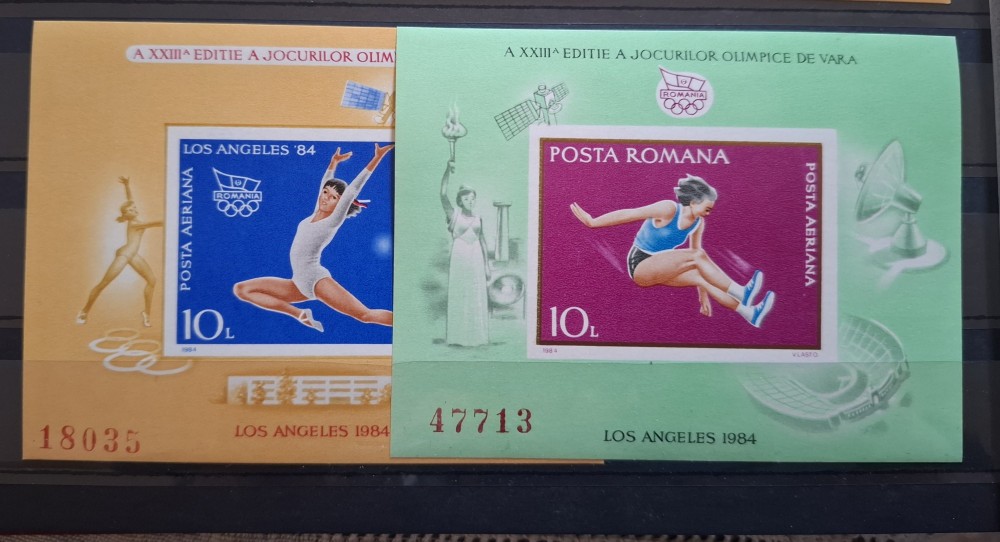 A XXIIIᴬ EDITIE A JOCURILOR OLIM
LOS ANGELES '84
POSTA AERIANA
ROMANIA
10L
1984
18035
LOS ANGELES 1984
A XXIIIᴬ EDITIE A JOCURILOR OLIMPICE DE VARA
ROMANIA
POSTA ROMANA
POSTA AERIANA
10L
1984
V.LASTO
47713
LOS ANGELES 1984